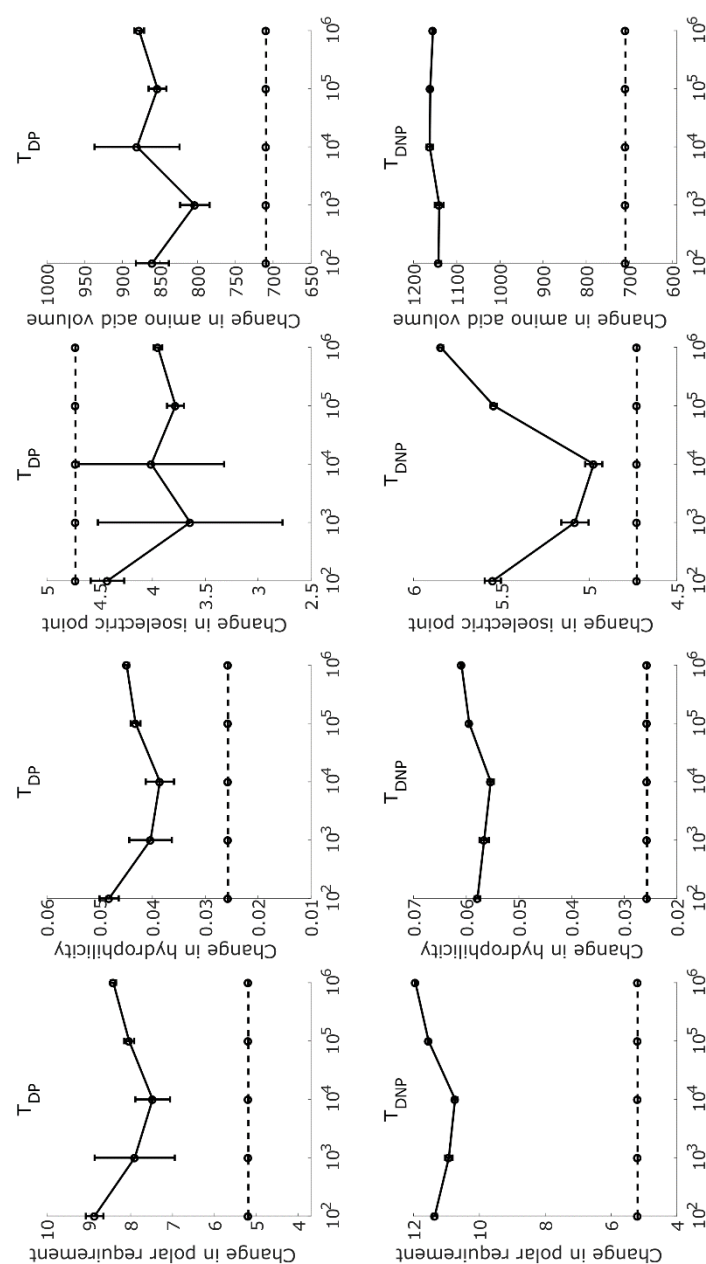 T_DP
Change in polar requirement
10
9
8
7
6
5
4
10^2 10^3 10^4 10^5 10^6
T_DP
Change in hydrophilicity
0.06
0.05
0.04
0.03
0.02
0.01
10^2 10^3 10^4 10^5 10^6
T_DP
Change in isoelectric point
5
4.5
4
3.5
3
2.5
10^2 10^3 10^4 10^5 10^6
T_DP
Change in amino acid volume
1000
950
900
850
800
750
700
650
10^2 10^3 10^4 10^5 10^6
T_DNP
Change in polar requirement
12
10
8
6
4
10^2 10^3 10^4 10^5 10^6
T_DNP
Change in hydrophilicity
0.07
0.06
0.05
0.04
0.03
0.02
10^2 10^3 10^4 10^5 10^6
T_DNP
Change in isoelectric point
6
5.5
5
4.5
10^2 10^3 10^4 10^5 10^6
T_DNP
Change in amino acid volume
1200
1100
1000
900
800
700
600
10^2 10^3 10^4 10^5 10^6